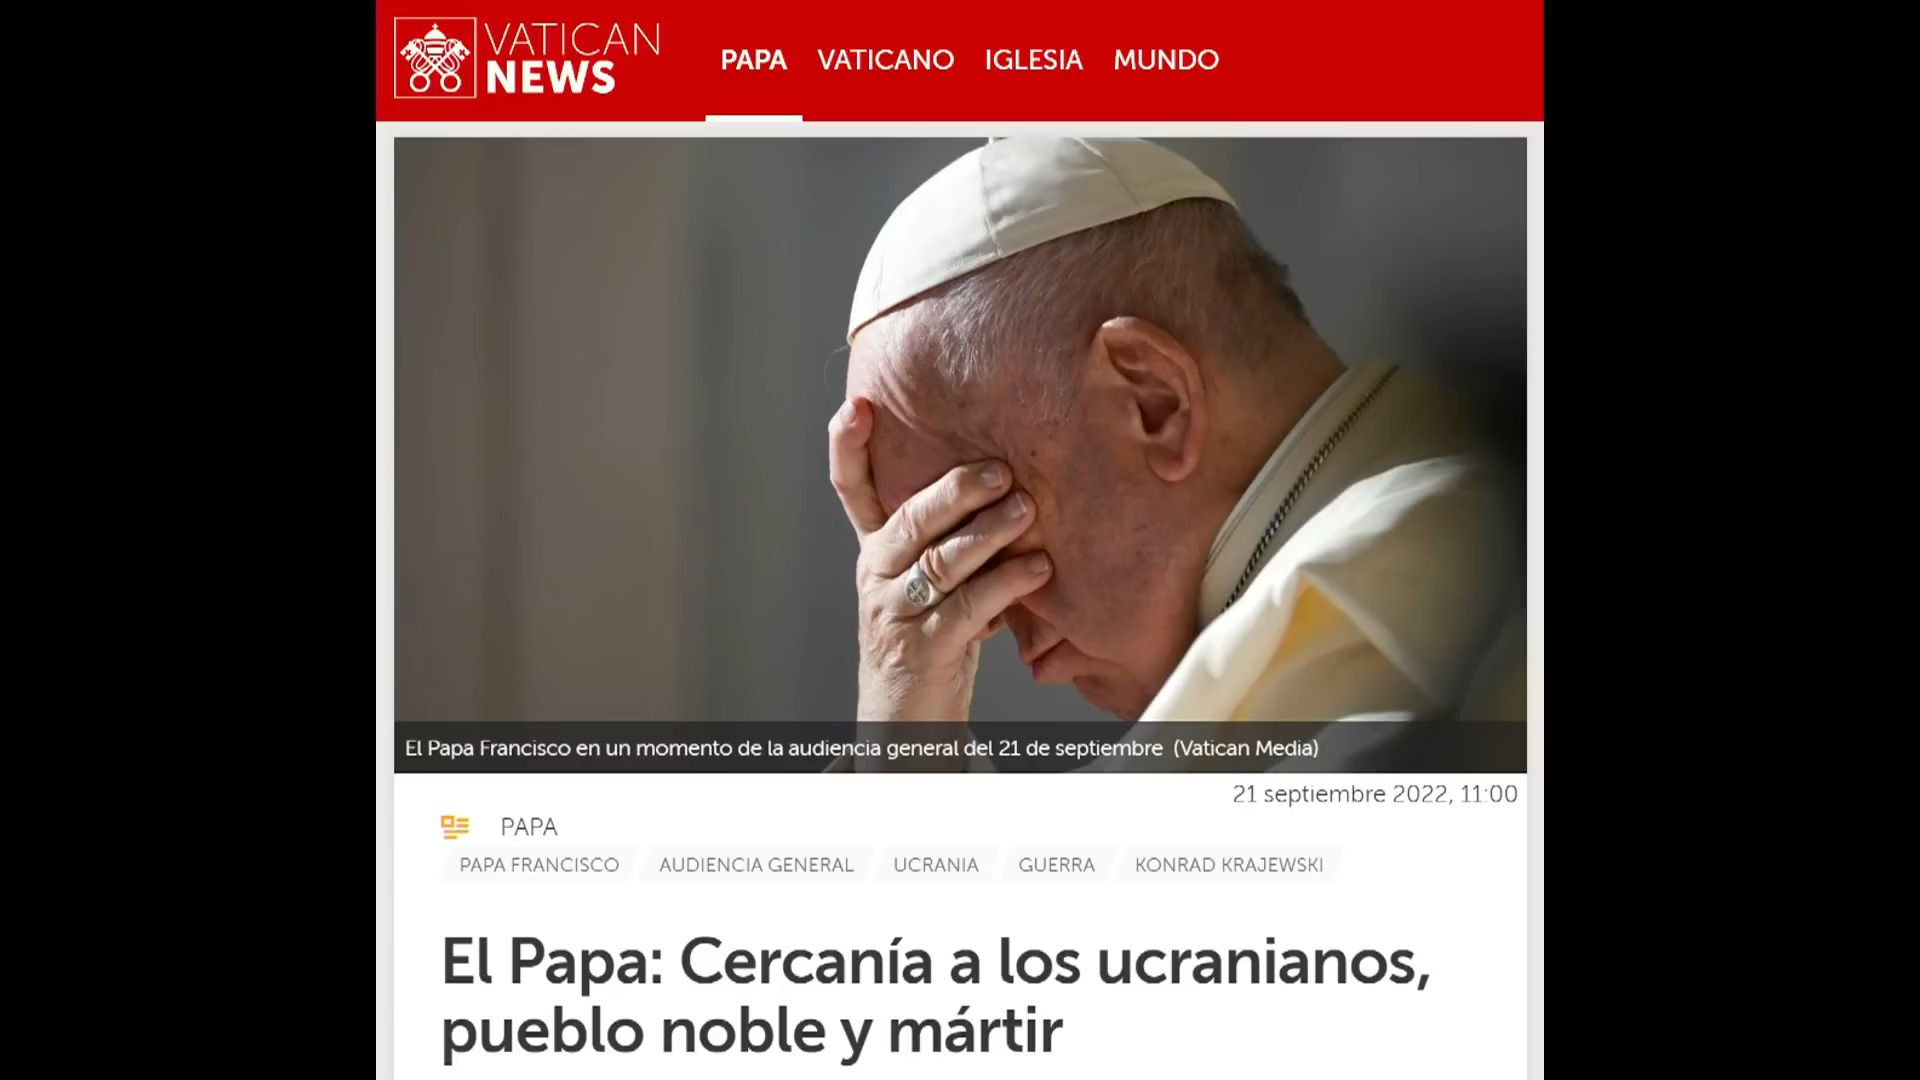 VATICAN
NEWS
PAPA VATICANO IGLESIA MUNDO
El Papa Francisco en un momento de la audiencia general del 21 de septiembre (Vatican Media)
21 septiembre 2022, 11:00
PAPA
PAPA FRANCISCO AUDIENCIA GENERAL UCRANIA GUERRA KONRAD KRAJEWSKI
El Papa: Cercanía a los ucranianos,
pueblo noble y mártir